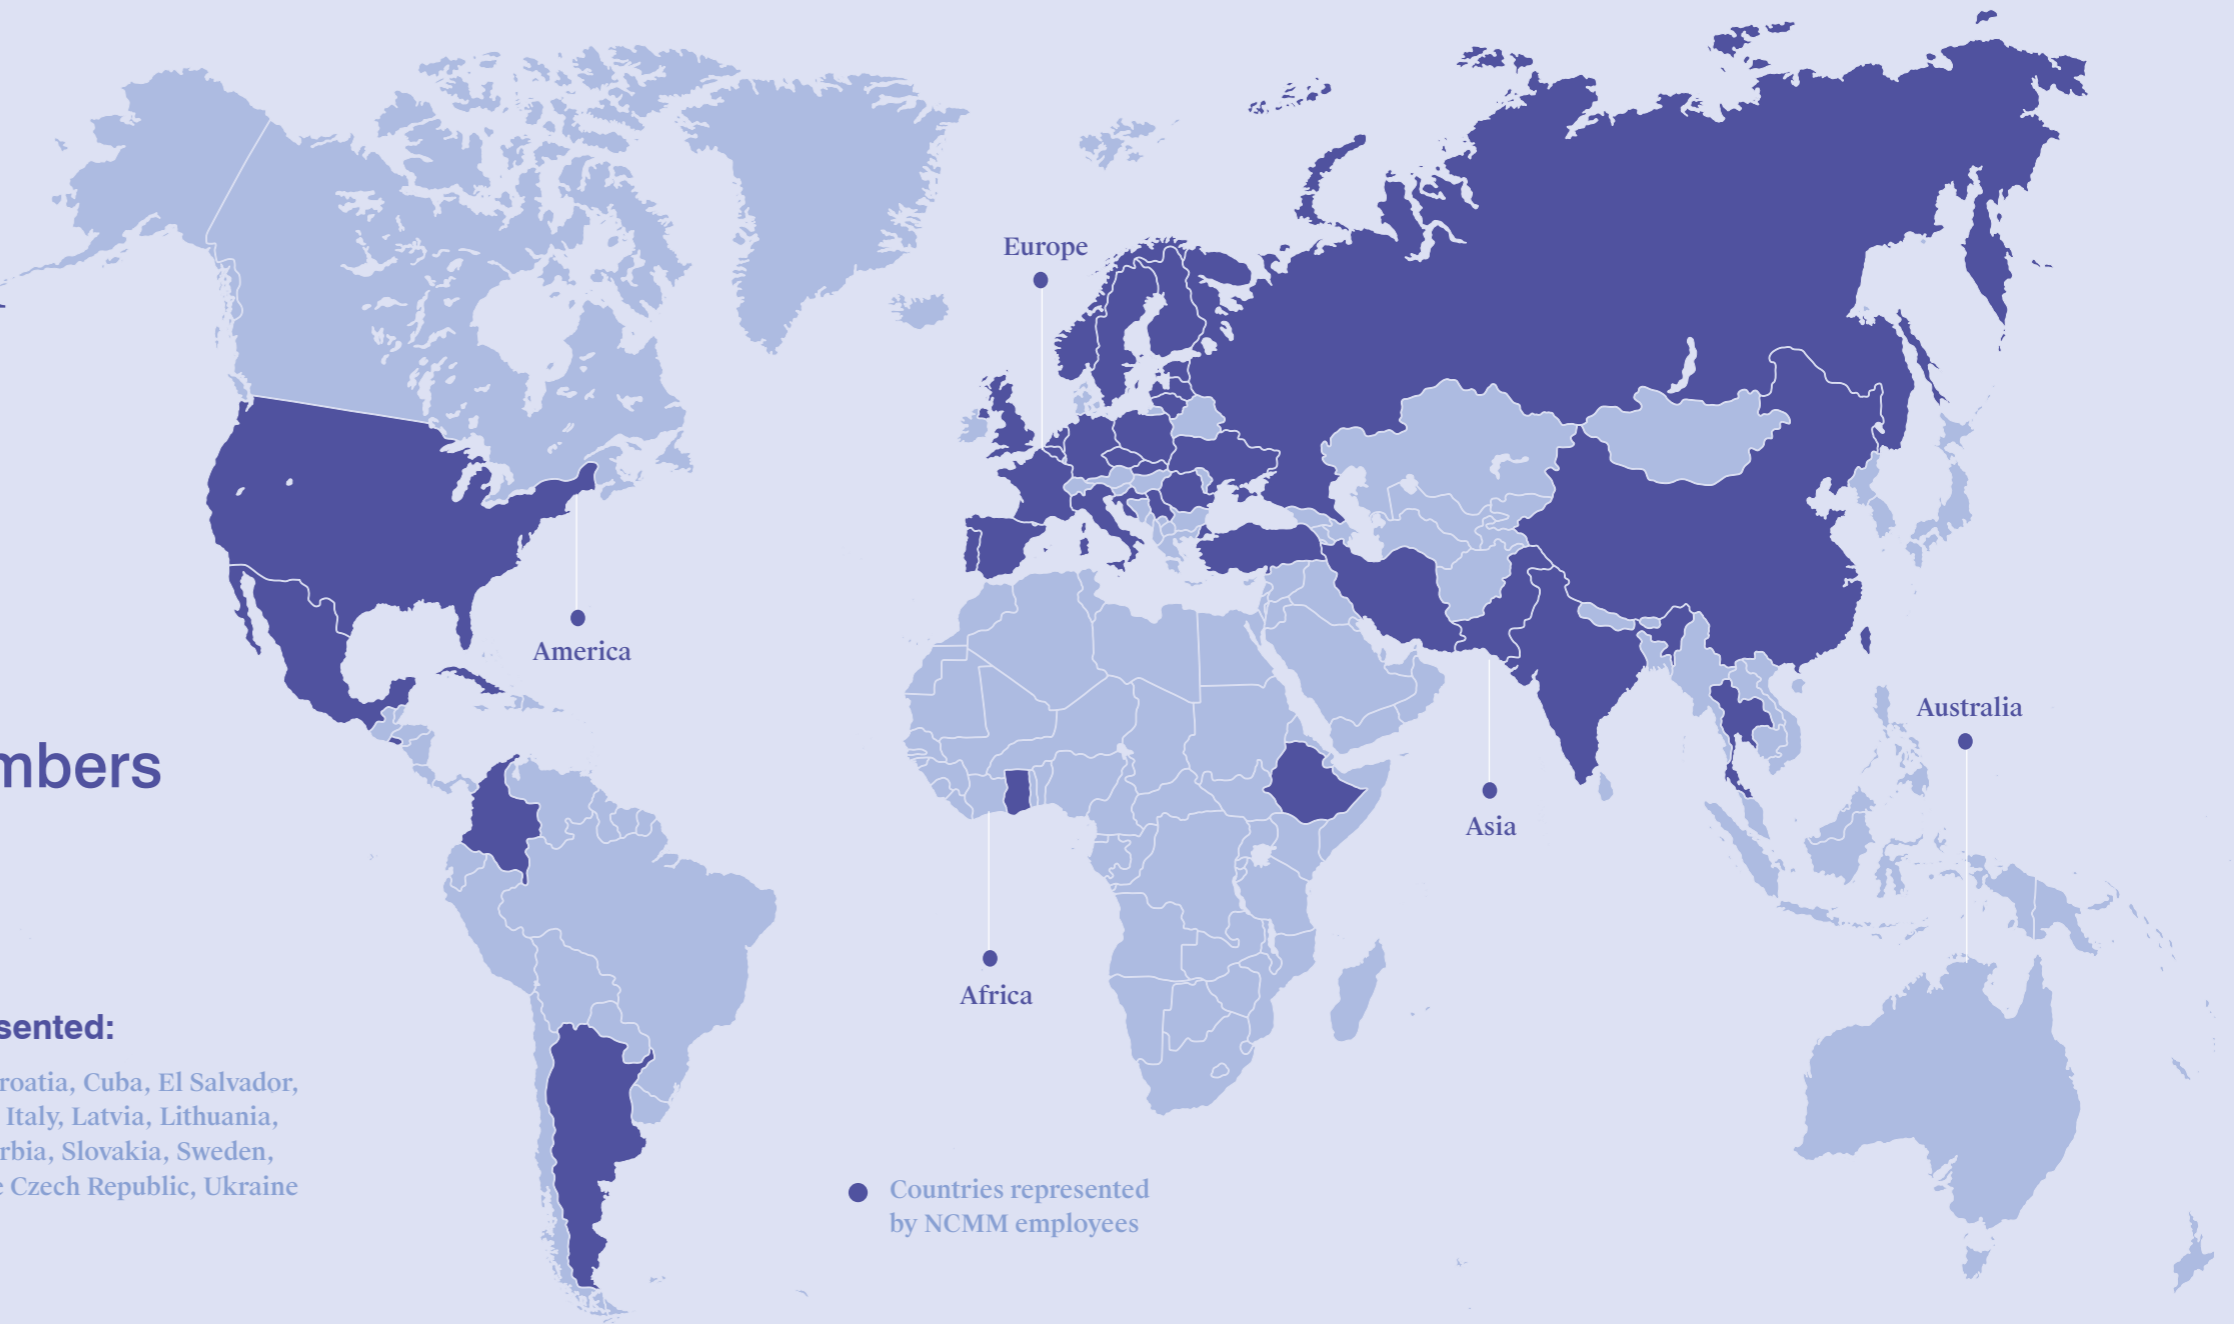 Europe
America
Australia
mbers
Asia
Africa
sented:
roatia, Cuba, El Salvador,
Italy, Latvia, Lithuania,
rbia, Slovakia, Sweden,
e Czech Republic, Ukraine
Countries represented
by NCMM employees